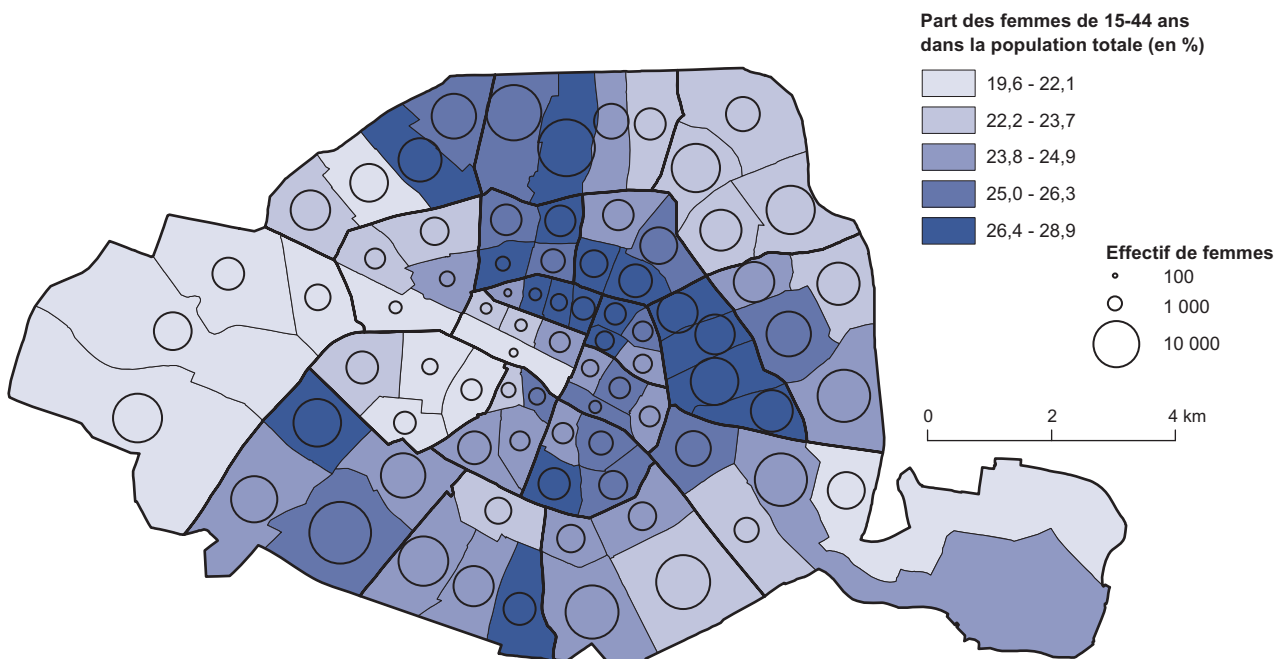 Part des femmes de 15-44 ans
dans la population totale (en %)
19,6 - 22,1
22,2 - 23,7
23,8 - 24,9
25,0 - 26,3
26,4 - 28,9
Effectif de femmes
100
1 000
10 000
0 2 4 km